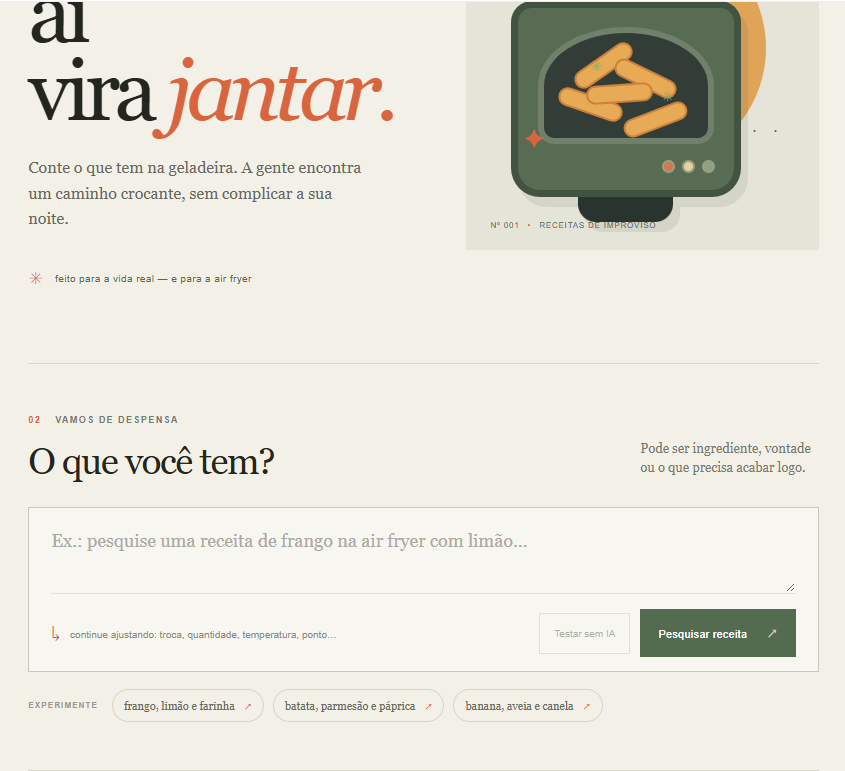 aí
vira jantar.
Conte o que tem na geladeira. A gente encontra
um caminho crocante, sem complicar a sua
noite.
feito para a vida real — e para a air fryer
Nº 001 • RECEITAS DE IMPROVISO
02 VAMOS DE DESPENSA
O que você tem?
Pode ser ingrediente, vontade
ou o que precisa acabar logo.
Ex.: pesquise uma receita de frango na air fryer com limão...
continue ajustando: troca, quantidade, temperatura, ponto...
Testar sem IA
Pesquisar receita ↗
EXPERIMENTE
frango, limão e farinha ↗
batata, parmesão e páprica ↗
banana, aveia e canela ↗